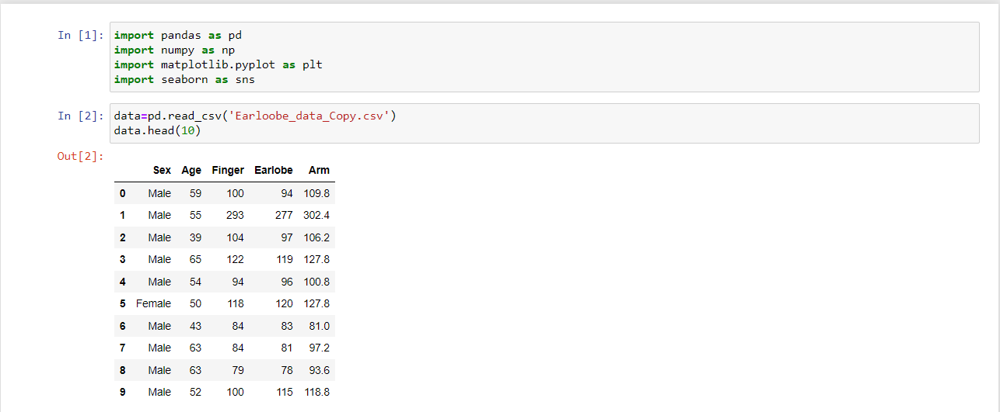 In [1]: import pandas as pd
import numpy as np
import matplotlib.pyplot as plt
import seaborn as sns
In [2]: data=pd.read_csv('Earloobe_data_Copy.csv')
data.head(10)
Out[2]:
Sex Age Finger Earlobe Arm
0 Male 59 100 94 109.8
1 Male 55 293 277 302.4
2 Male 39 104 97 106.2
3 Male 65 122 119 127.8
4 Male 54 94 96 100.8
5 Female 50 118 120 127.8
6 Male 43 84 83 81.0
7 Male 63 84 81 97.2
8 Male 63 79 78 93.6
9 Male 52 100 115 118.8